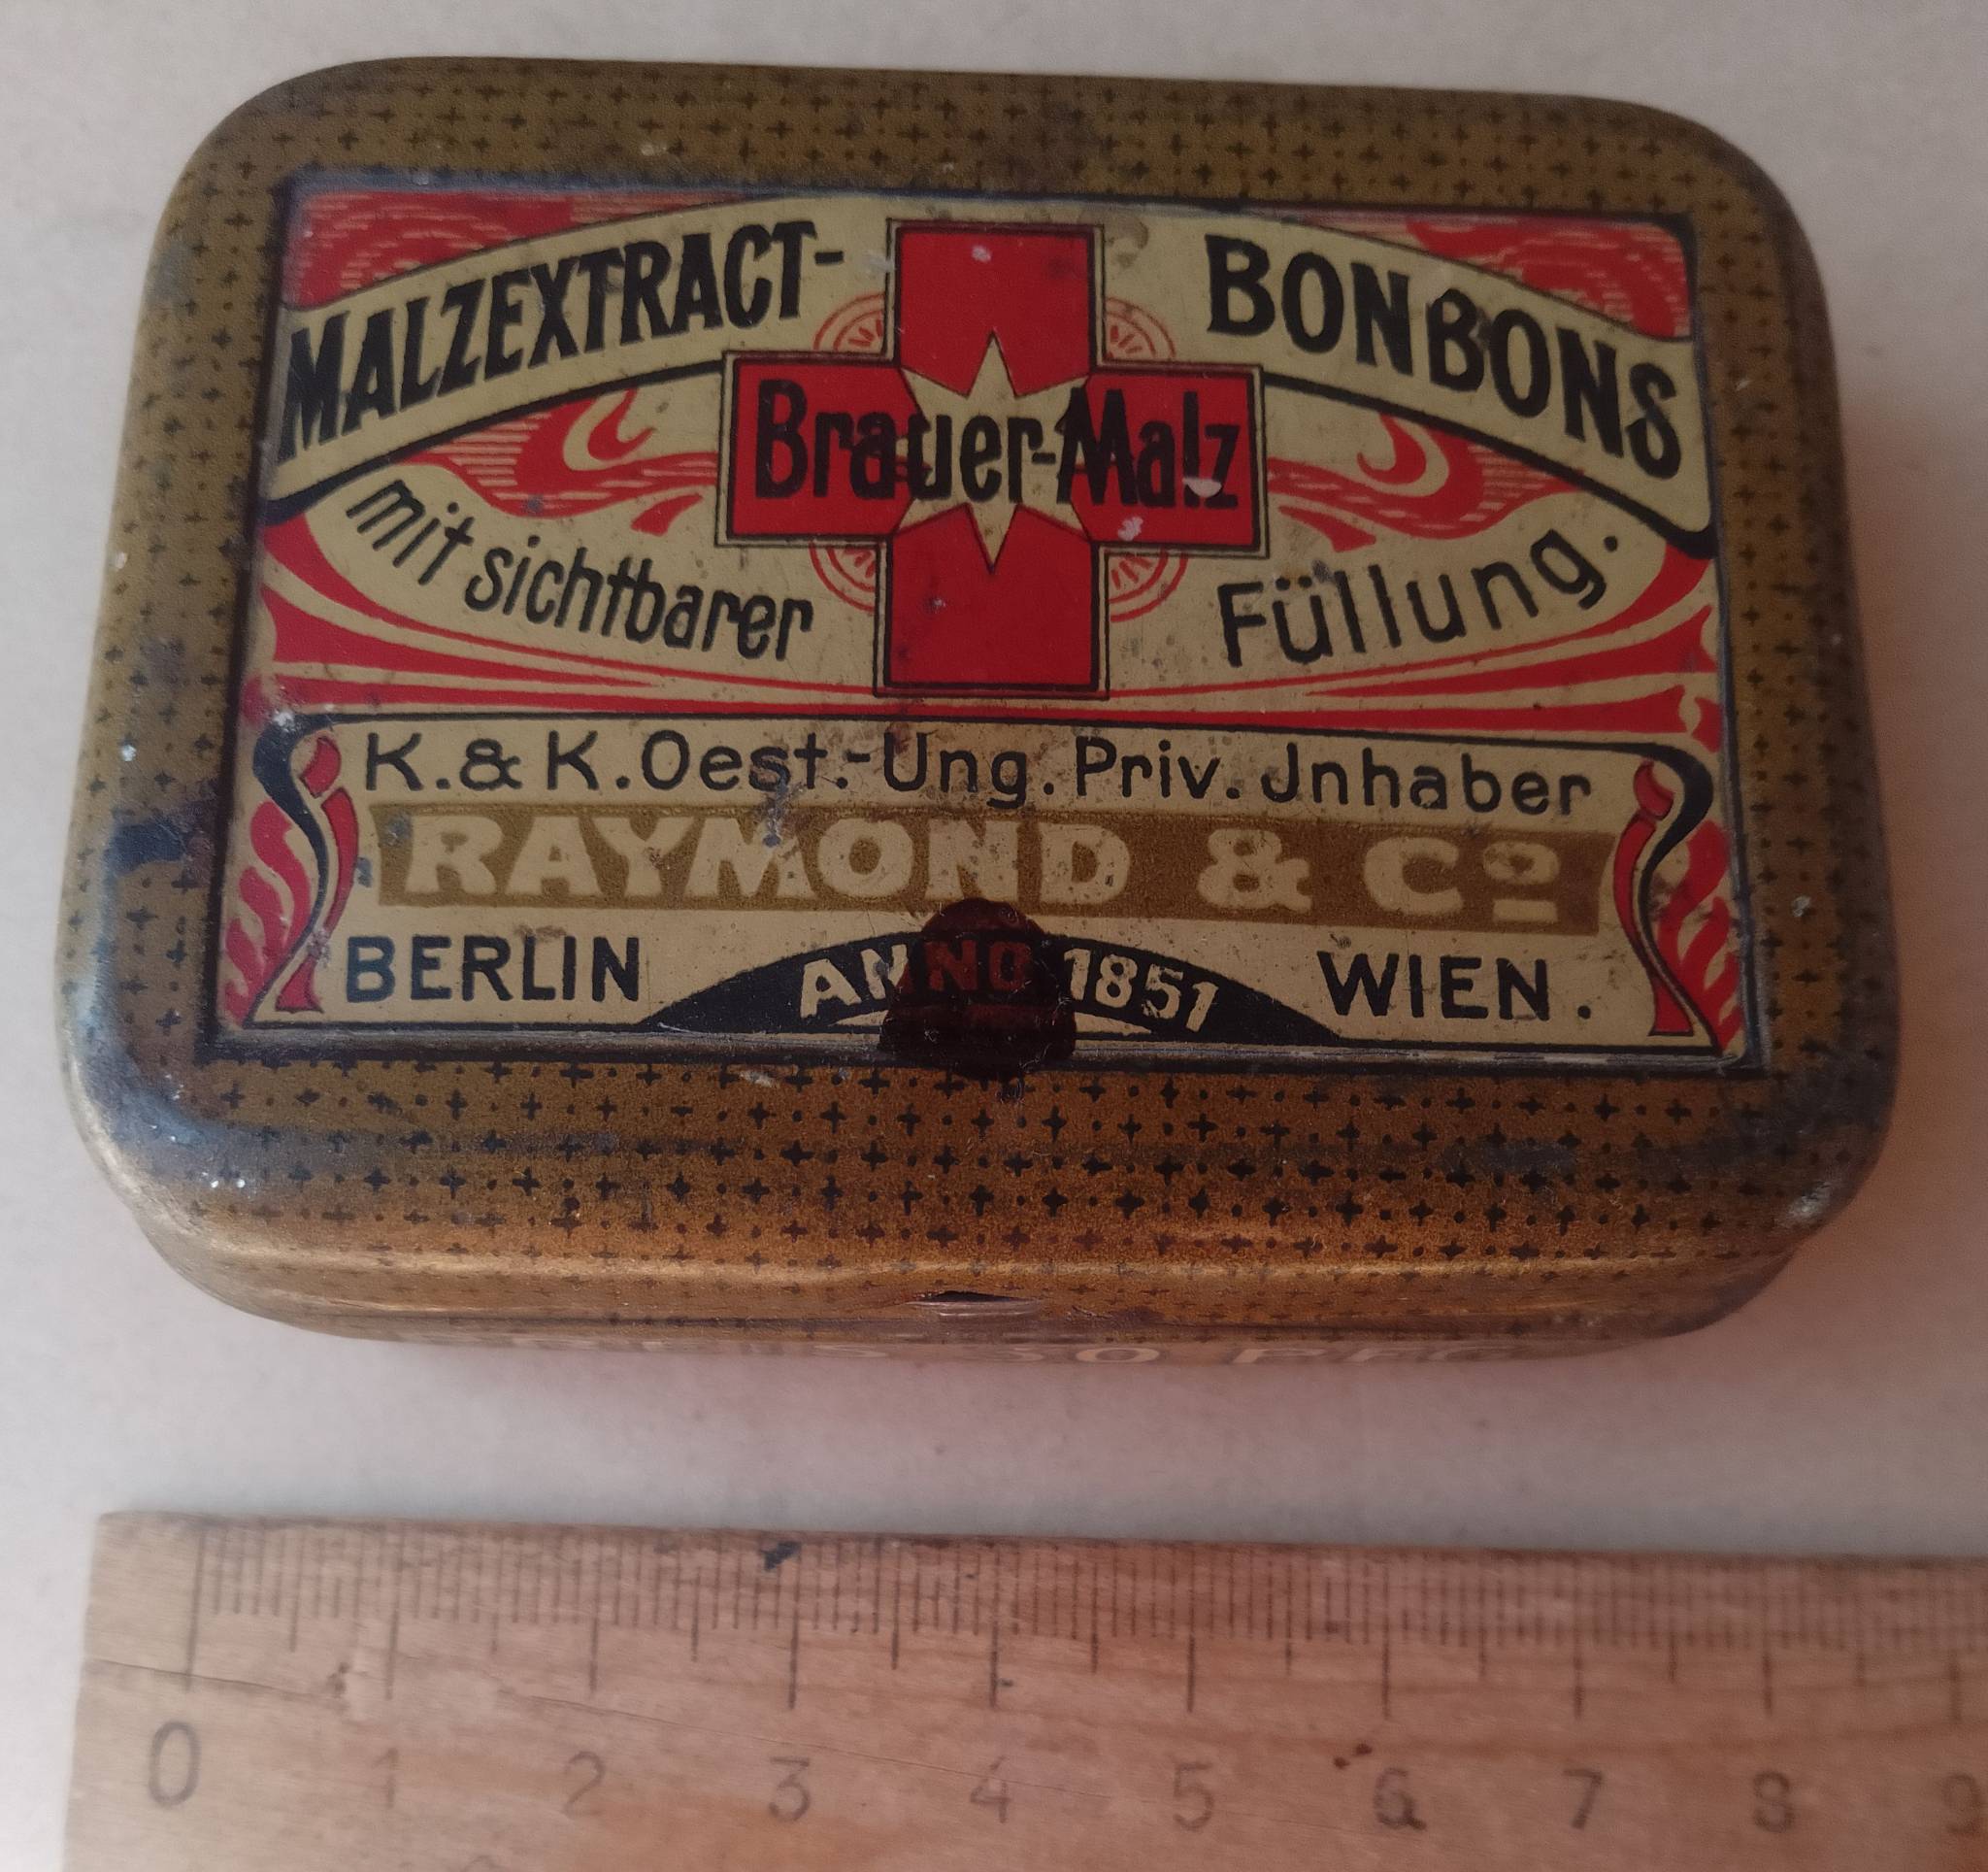 MALZEXTRACT- BONBONS
Brauer-Malz
mit sichtbarer Füllung.
K. & K. Oest.-Ung. Priv. Jnhaber
RAYMOND & Cº
BERLIN ANNO 1851 WIEN.
30
0 1 2 3 4 5 6 7 8 9